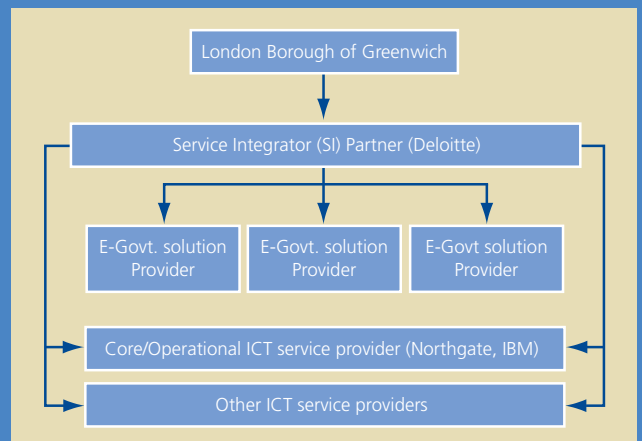 London Borough of Greenwich
Service Integrator (SI) Partner (Deloitte)
E-Govt. solution
Provider
E-Govt. solution
Provider
E-Govt solution
Provider
Core/Operational ICT service provider (Northgate, IBM)
Other ICT service providers